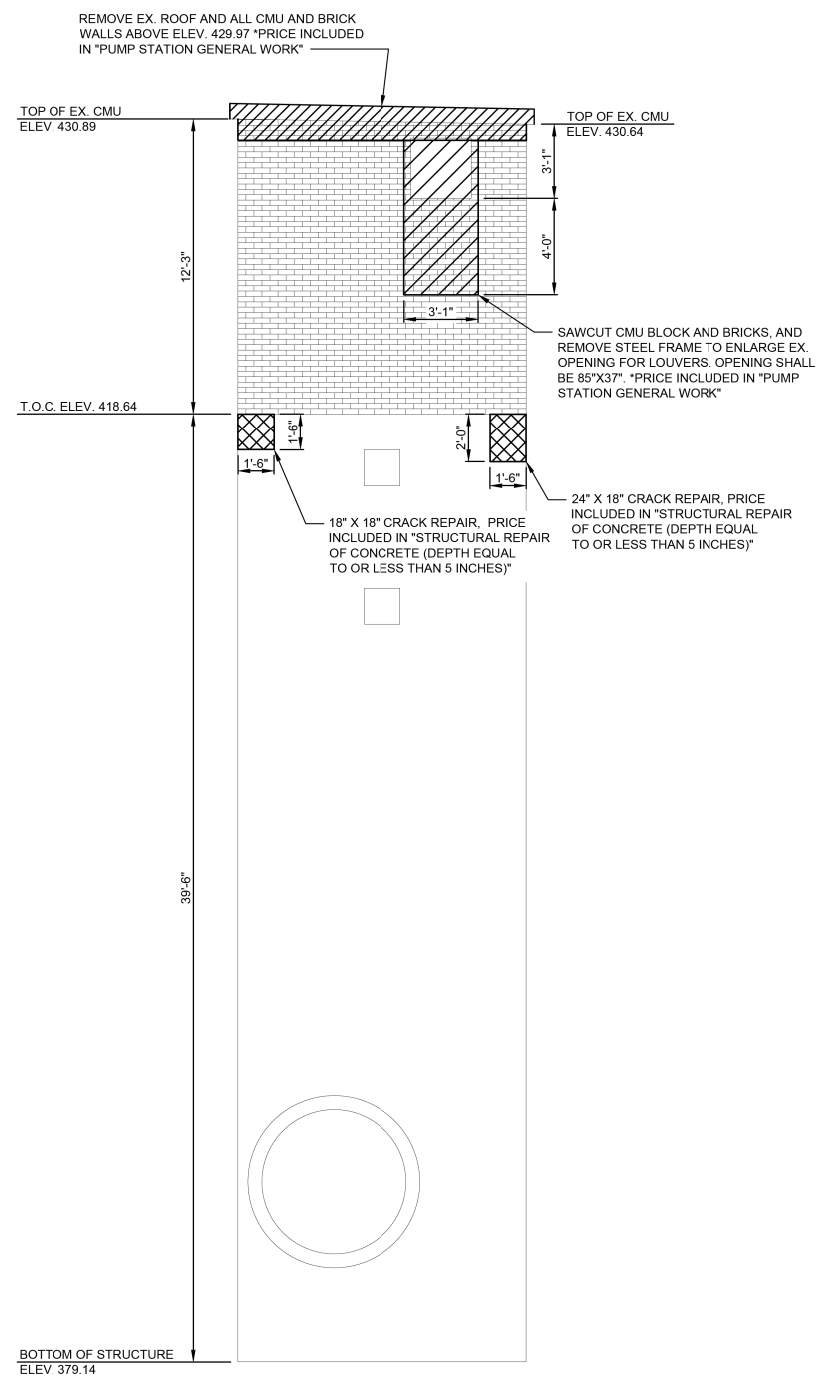 REMOVE EX. ROOF AND ALL CMU AND BRICK
WALLS ABOVE ELEV. 429.97 *PRICE INCLUDED
IN "PUMP STATION GENERAL WORK"
TOP OF EX. CMU
ELEV. 430.89
TOP OF EX. CMU
ELEV. 430.64
3'-1"
12'-3"
4'-0"
3'-1"
SAWCUT CMU BLOCK AND BRICKS, AND
REMOVE STEEL FRAME TO ENLARGE EX.
OPENING FOR LOUVERS. OPENING SHALL
BE 85"X37". *PRICE INCLUDED IN "PUMP
STATION GENERAL WORK"
T.O.C. ELEV. 418.64
1'-6"
1'-6"
2'-0"
1'-6"
24" X 18" CRACK REPAIR, PRICE
INCLUDED IN "STRUCTURAL REPAIR
OF CONCRETE (DEPTH EQUAL
TO OR LESS THAN 5 INCHES)"
18" X 18" CRACK REPAIR, PRICE
INCLUDED IN "STRUCTURAL REPAIR
OF CONCRETE (DEPTH EQUAL
TO OR LESS THAN 5 INCHES)"
39'-6"
BOTTOM OF STRUCTURE
ELEV. 379.14